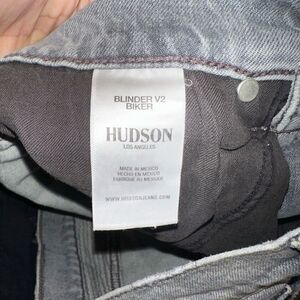 BLINDER V2
BIKER
HUDSON
LOS ANGELES
MADE IN MEXICO
HECHO EN MEXICO
FABRIQUÉ AU MEXIQUE
WWW.HUDSONJEANS.COM